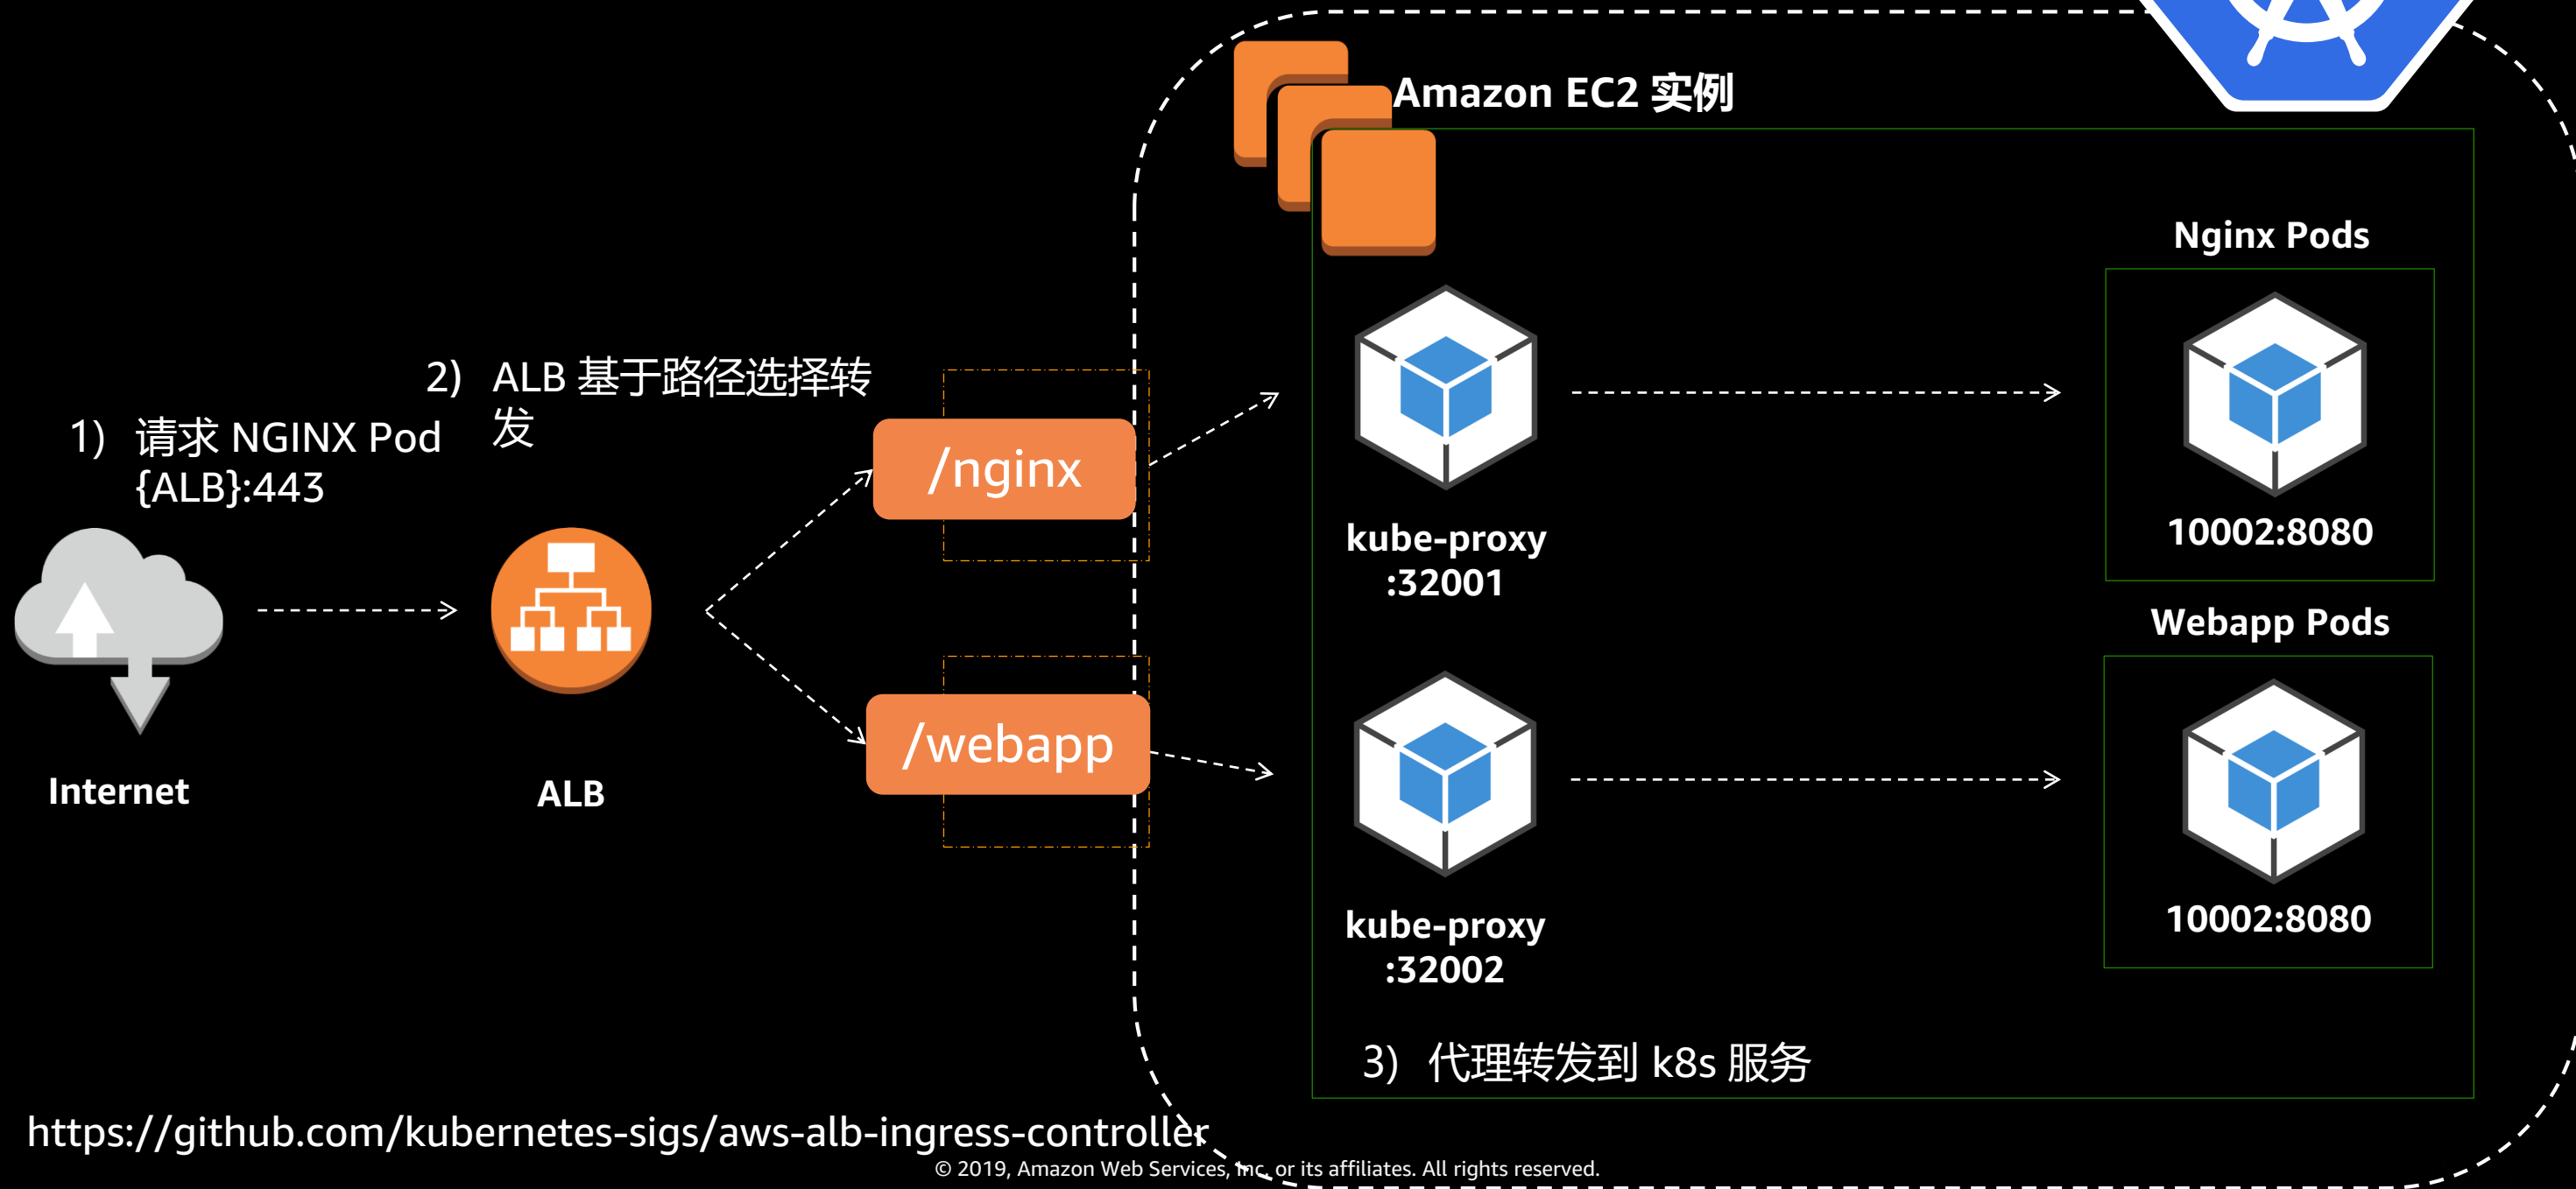 Amazon EC2 实例
Nginx Pods
2) ALB 基于路径选择转
发
1) 请求 NGINX Pod
{ALB}:443
/nginx
kube-proxy
:32001
10002:8080
Webapp Pods
/webapp
Internet
ALB
kube-proxy
:32002
10002:8080
3) 代理转发到 k8s 服务
https://github.com/kubernetes-sigs/aws-alb-ingress-controller
© 2019, Amazon Web Services, Inc. or its affiliates. All rights reserved.